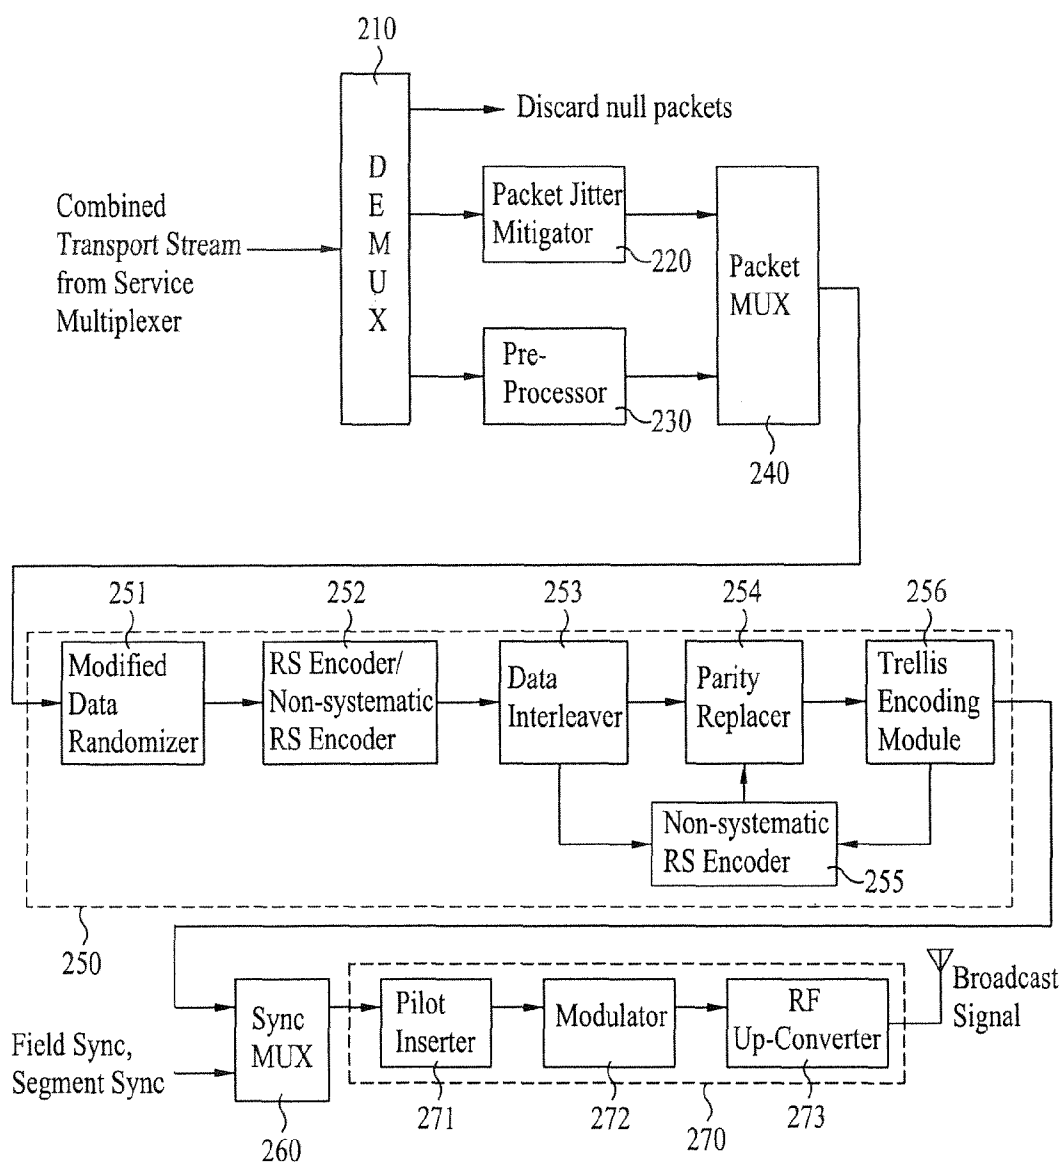 210
Discard null packets
D
E
M
U
X
Combined
Transport Stream
from Service
Multiplexer
Packet Jitter
Mitigator
220
Pre-
Processor
230
Packet
MUX
240
251
252
253
254
256
Modified
Data
Randomizer
RS Encoder/
Non-systematic
RS Encoder
Data
Interleaver
Parity
Replacer
Trellis
Encoding
Module
Non-systematic
RS Encoder
255
250
Field Sync,
Segment Sync
Sync
MUX
260
Pilot
Inserter
271
Modulator
272
RF
Up-Converter
273
270
Broadcast
Signal